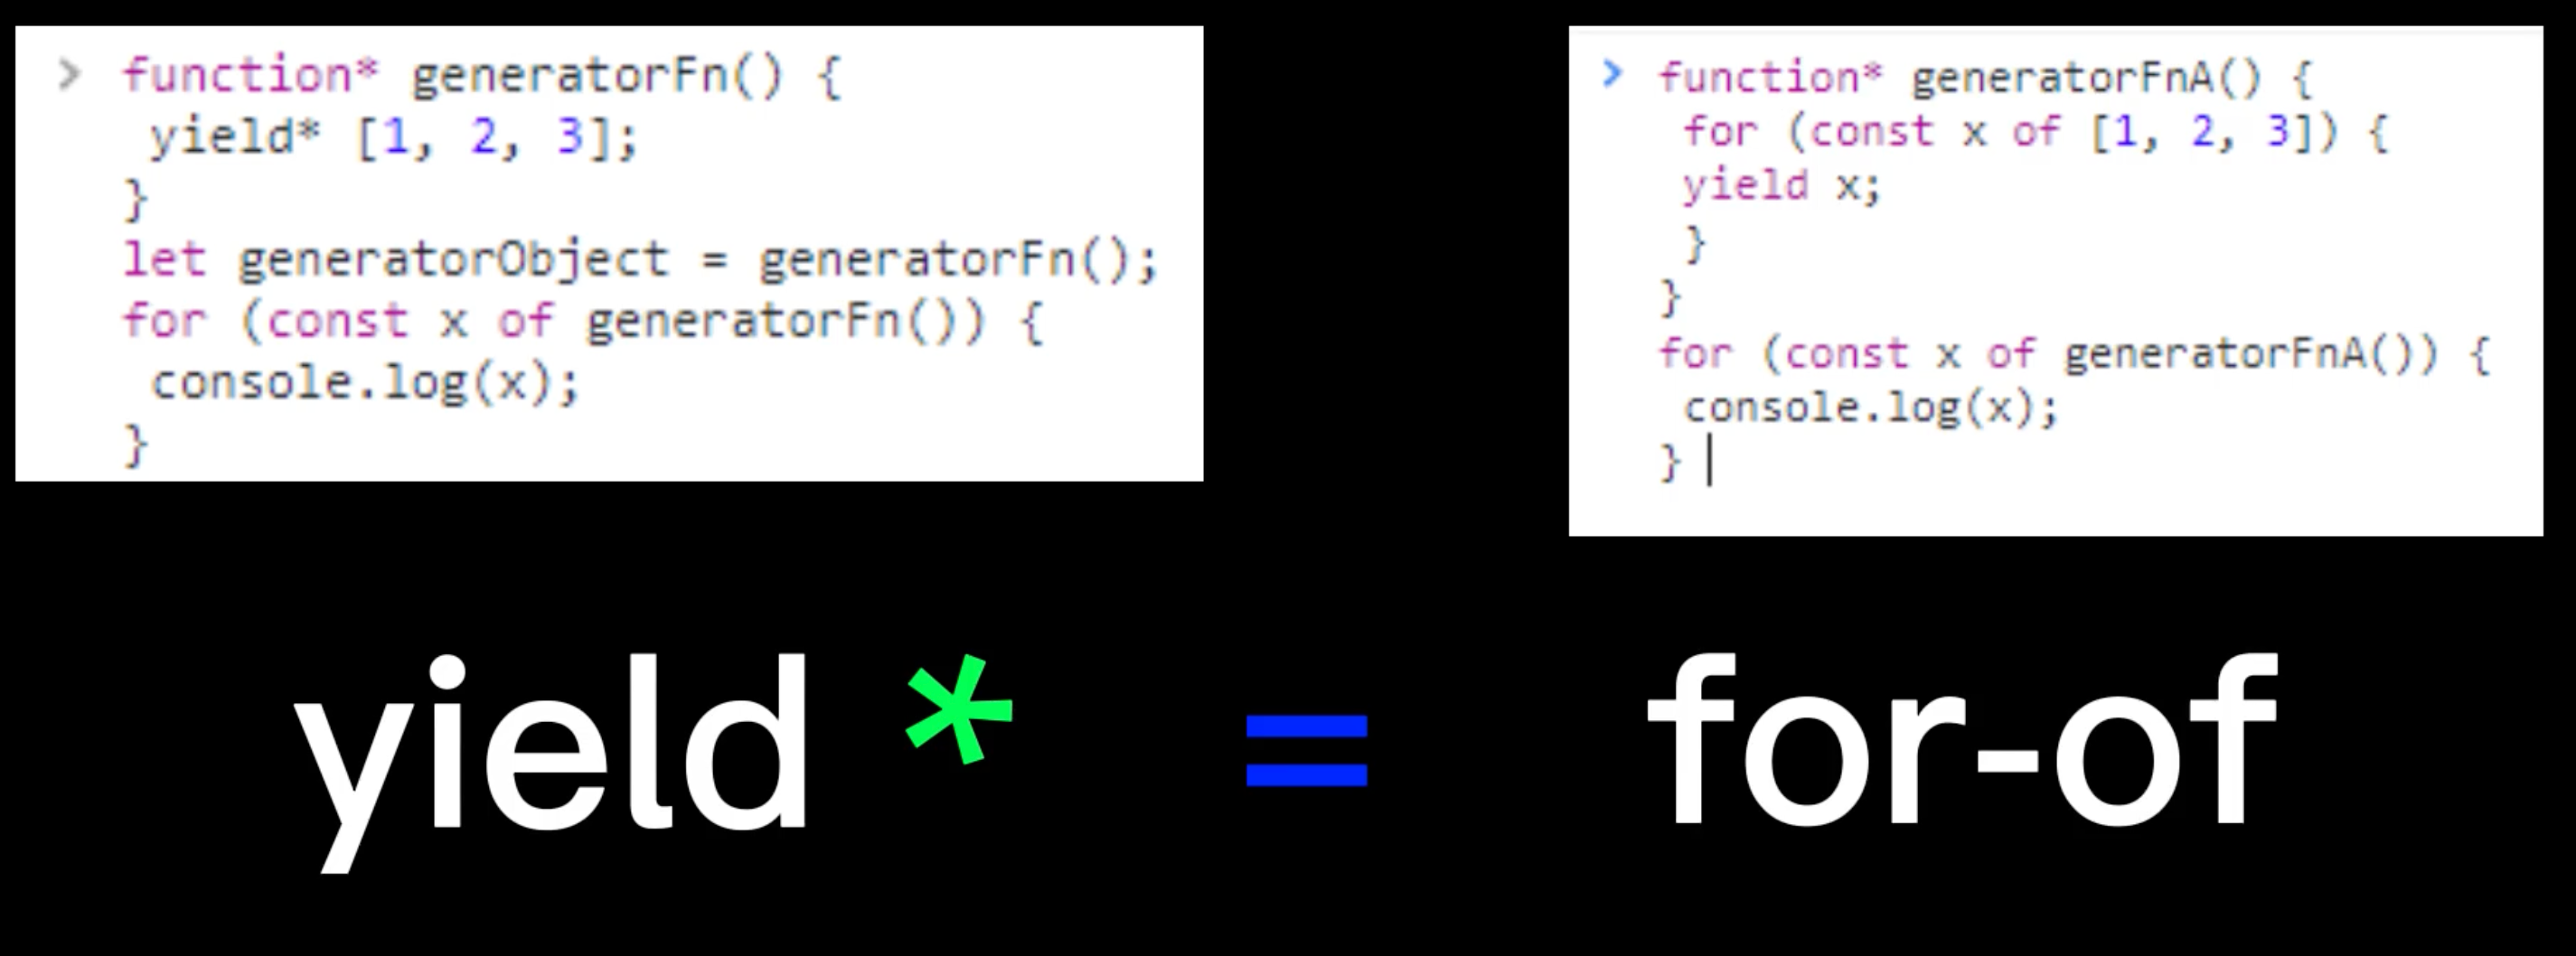 > function* generatorFn() {
yield* [1, 2, 3];
}
let generatorObject = generatorFn();
for (const x of generatorFn()) {
console.log(x);
}
> function* generatorFnA() {
for (const x of [1, 2, 3]) {
yield x;
}
}
for (const x of generatorFnA()) {
console.log(x);
}
yield * = for-of